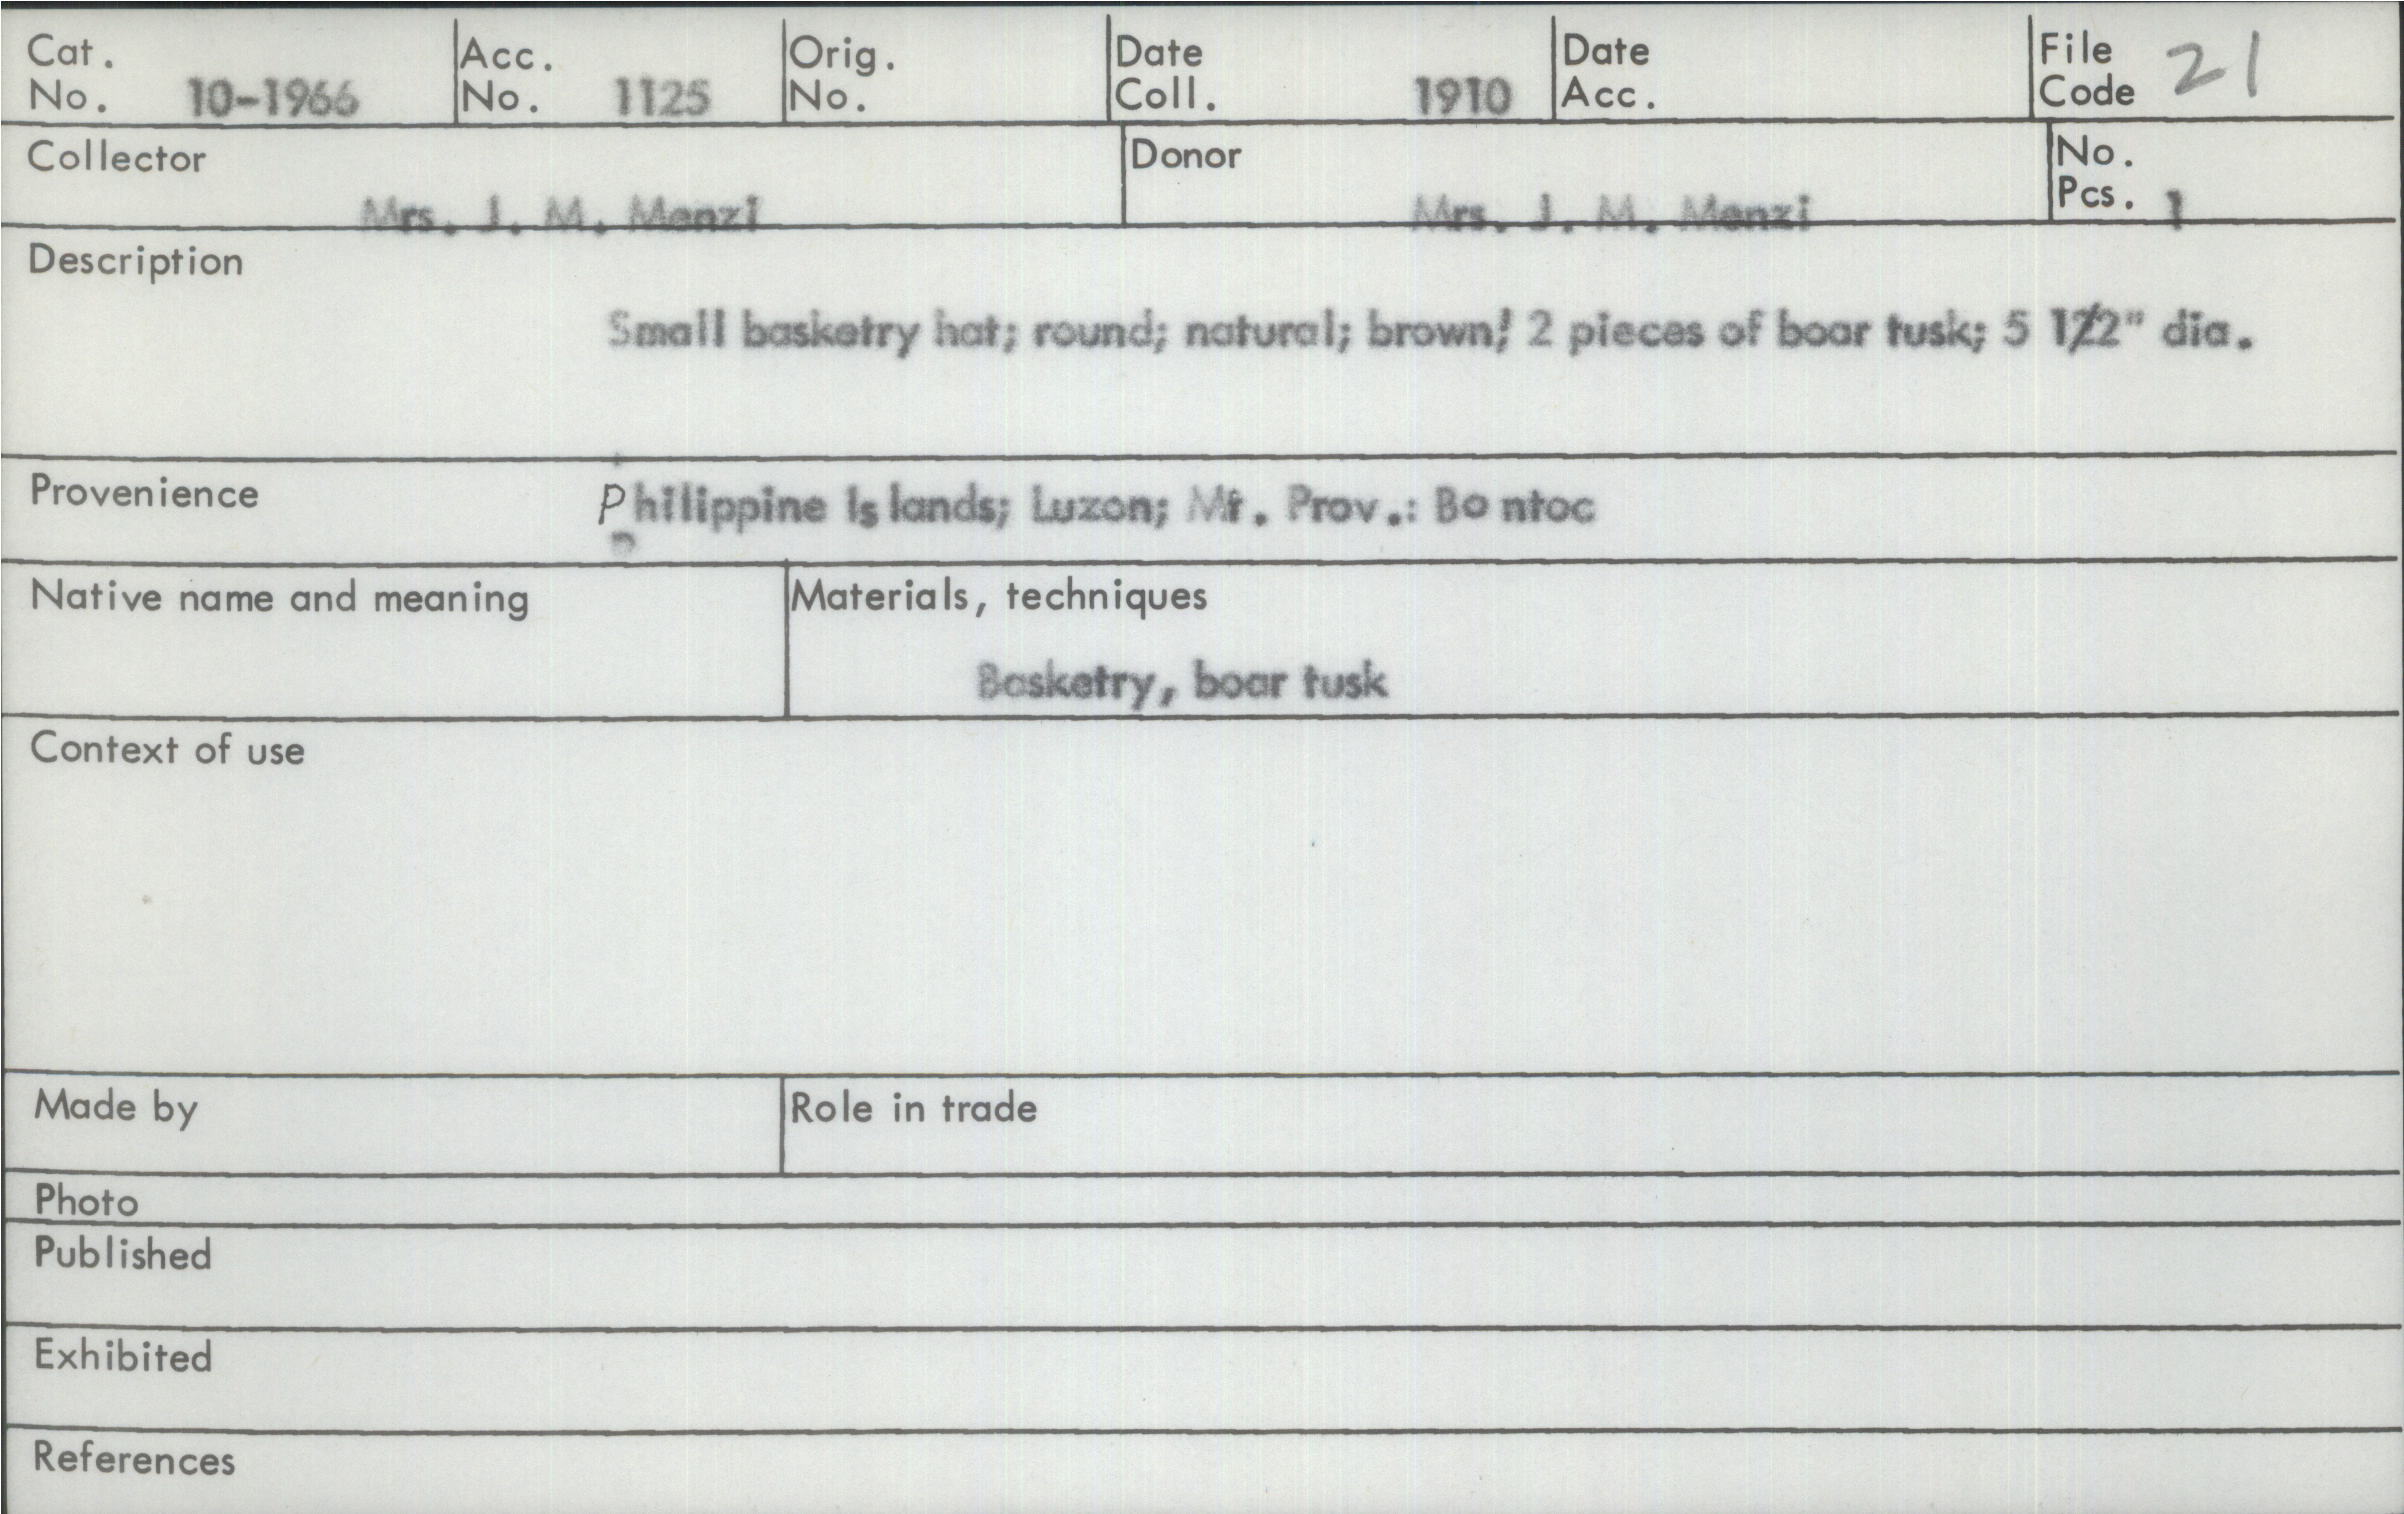 Cat. No. 10-1966 Acc. No. 1125 Orig. No. Date Coll. 1910 Date Acc. File Code 21
Collector Mrs. J. M. Menzi Donor Mrs. J. M. Menzi No. Pcs. 1
Description
Small basketry hat; round; natural; brown; 2 pieces of boar tusk; 5 1/2" dia.
Provenience Philippine Islands; Luzon; Mt. Prov.: Bontoc
Native name and meaning Materials, techniques
Basketry, boar tusk
Context of use
Made by Role in trade
Photo
Published
Exhibited
References